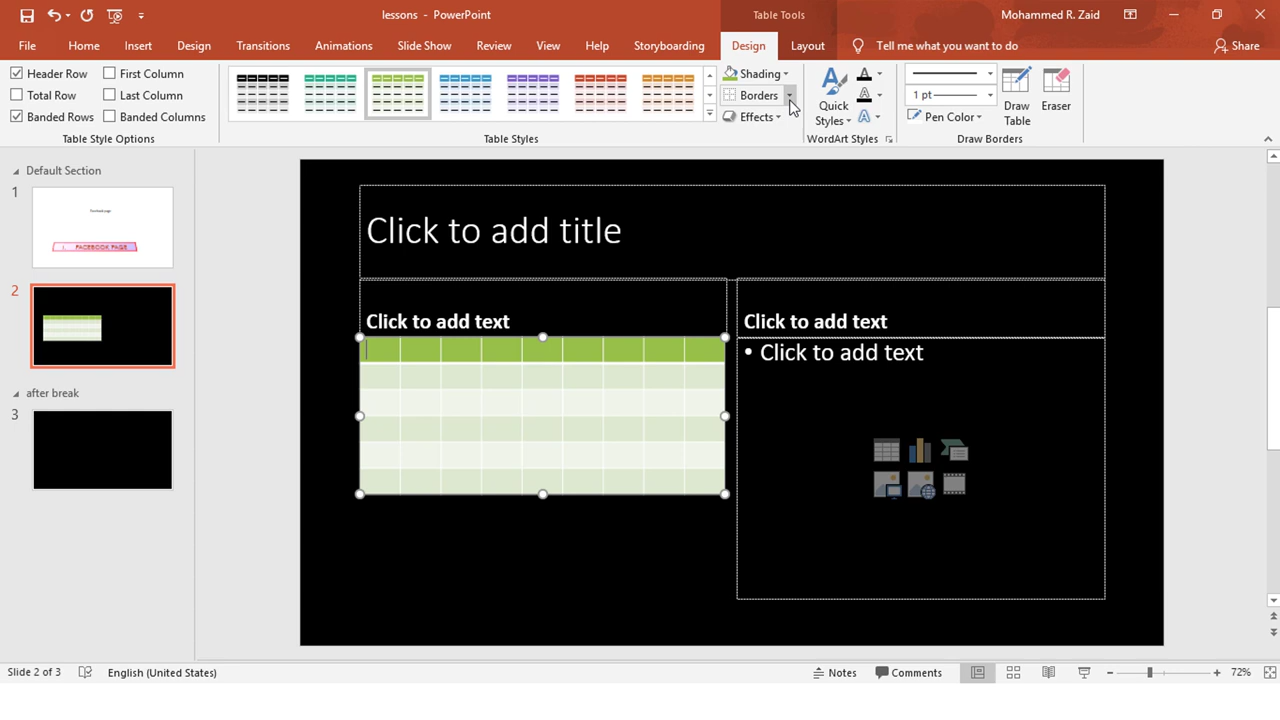 lessons - PowerPoint
Table Tools
Mohammed R. Zaid
File Home Insert Design Transitions Animations Slide Show Review View Help Storyboarding Design Layout Tell me what you want to do Share
Header Row First Column
Total Row Last Column
Banded Rows Banded Columns
Table Style Options
Table Styles
Shading
Borders
Effects
Quick
Styles
WordArt Styles
1 pt
Pen Color
Draw
Table
Eraser
Draw Borders
Default Section
1
FACEBOOK PAGE
2
after break
3
Click to add title
Click to add text
Click to add text
• Click to add text
Slide 2 of 3 English (United States) Notes Comments 72%